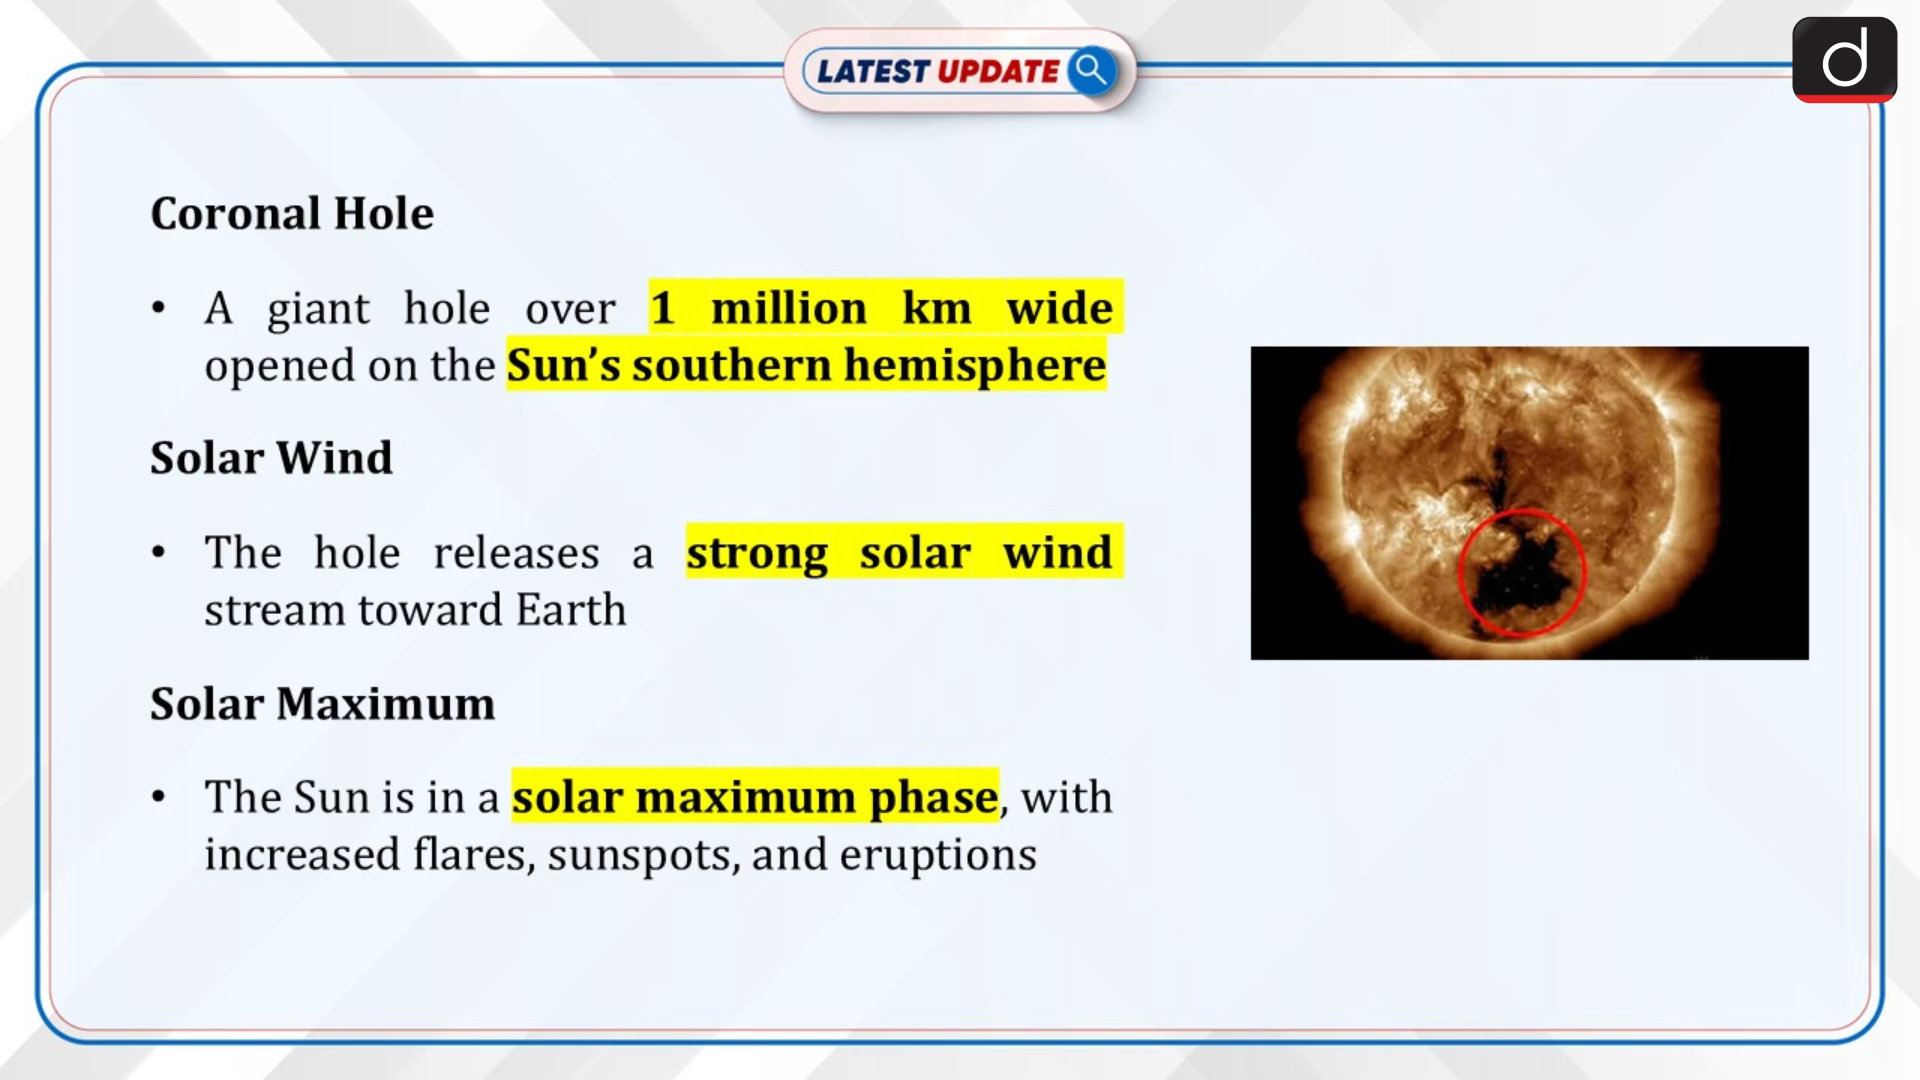 LATEST UPDATE
d
Coronal Hole
• A giant hole over 1 million km wide
opened on the Sun’s southern hemisphere
Solar Wind
• The hole releases a strong solar wind
stream toward Earth
Solar Maximum
• The Sun is in a solar maximum phase, with
increased flares, sunspots, and eruptions